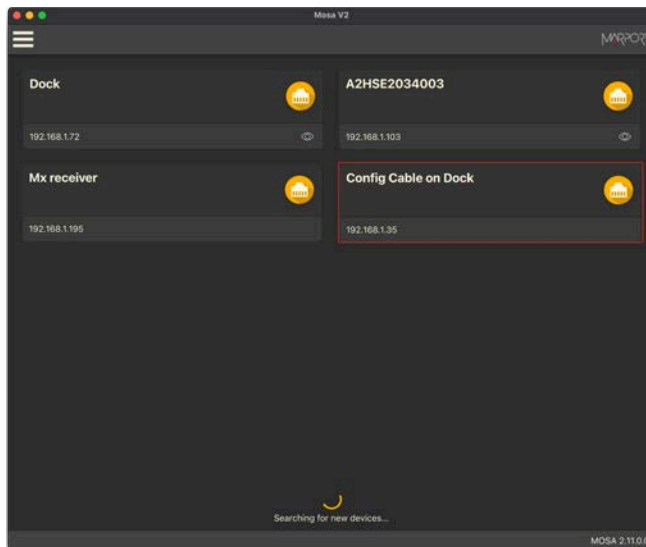 Mosa V2
MARPORT
Dock
192.168.1.72
A2HSE2034003
192.168.1.103
Mx receiver
192.168.1.195
Config Cable on Dock
192.168.1.35
Searching for new devices...
MOSA 2.11.0.0